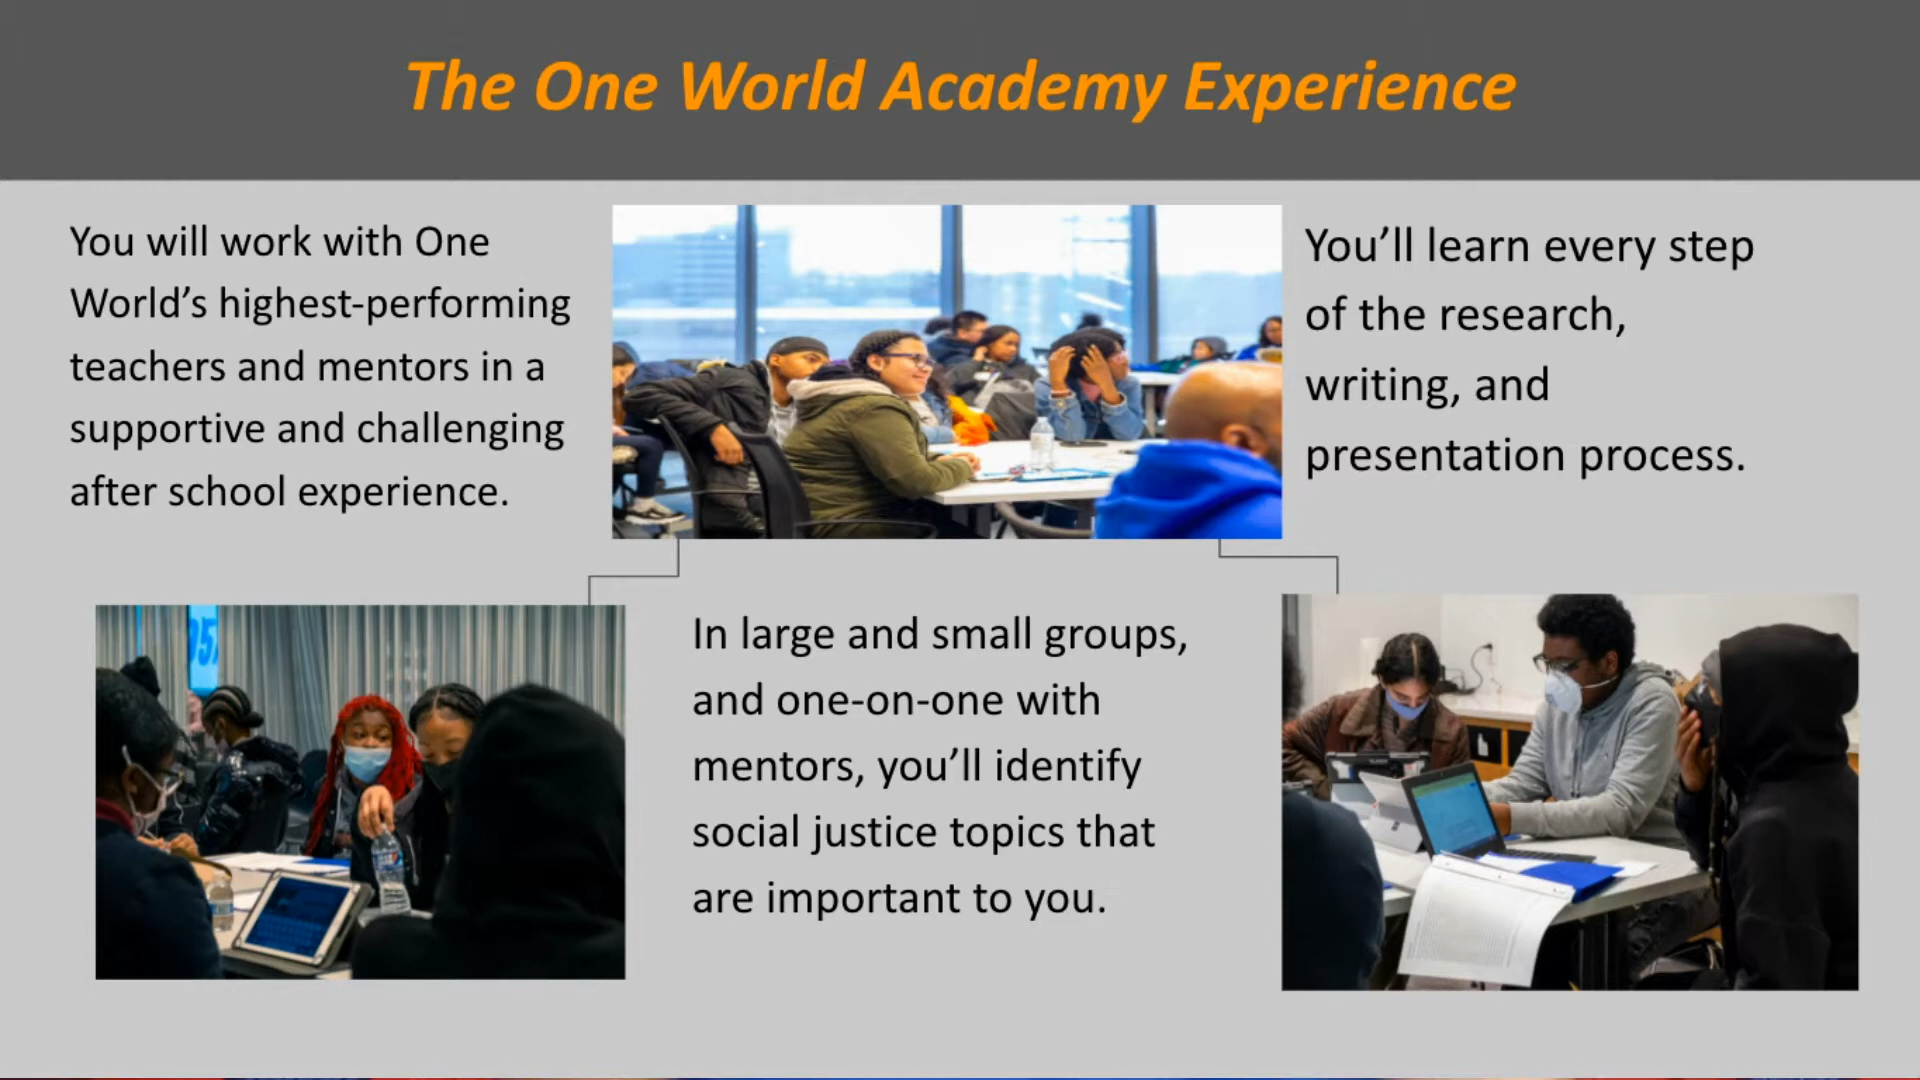 The One World Academy Experience
You will work with One
World’s highest-performing
teachers and mentors in a
supportive and challenging
after school experience.
You’ll learn every step
of the research,
writing, and
presentation process.
In large and small groups,
and one-on-one with
mentors, you’ll identify
social justice topics that
are important to you.